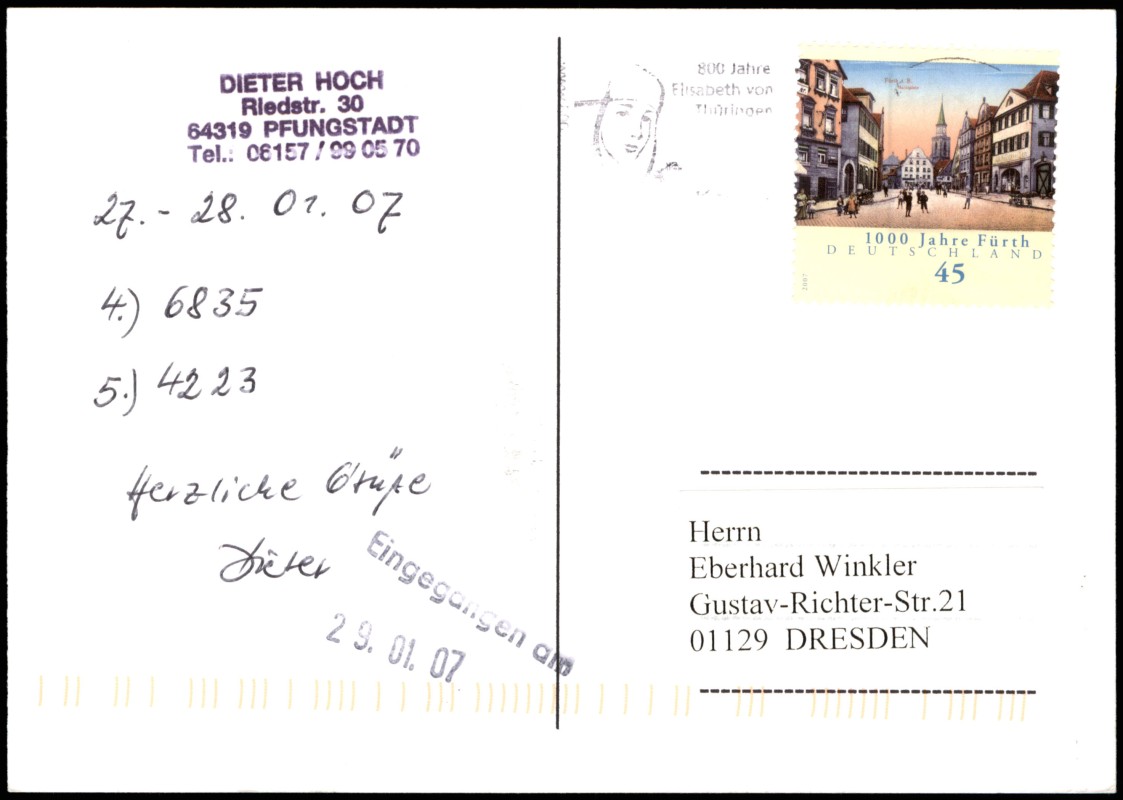 DIETER HOCH
Riedstr. 30
64319 PFUNGSTADT
Tel.: 06157 / 99 05 70
27. - 28. 01. 07
4.) 6835
5.) 4223
Herzliche Grüße
Dieter
Eingegangen am
29. 01. 07
800 Jahre
Elisabeth von
Thüringen
1000 Jahre Fürth
DEUTSCHLAND
45
2007
Herrn
Eberhard Winkler
Gustav-Richter-Str.21
01129 DRESDEN